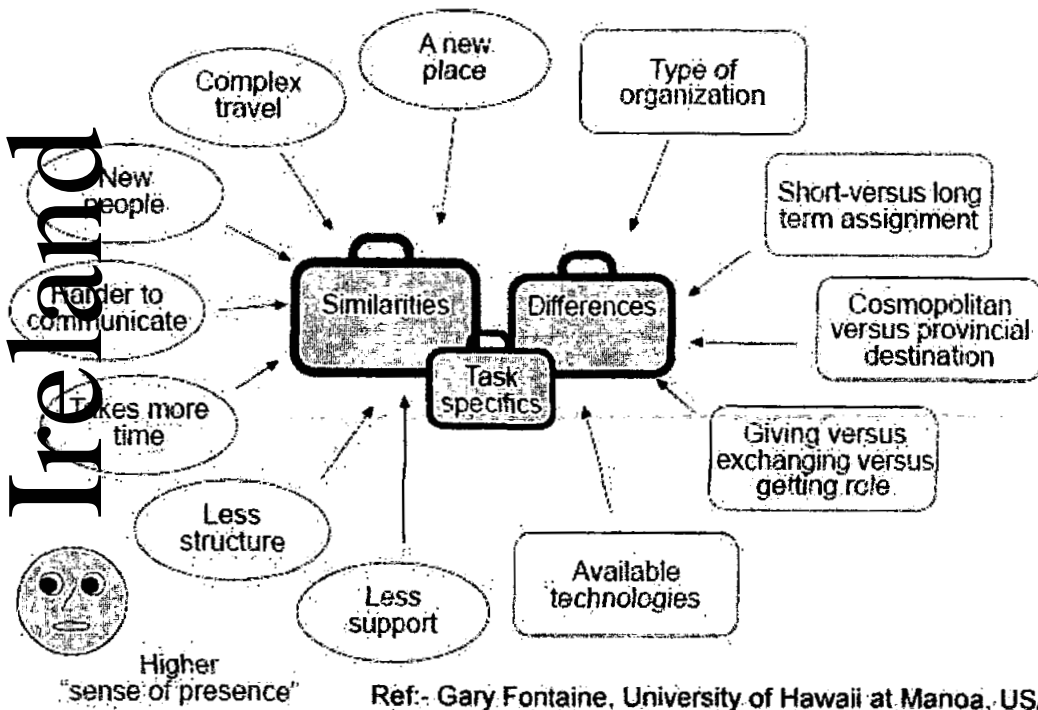 A new
place
Complex
travel
Type of
organization
Ireland
New
people
Short-versus long
term assignment
Similarities
Differences
Harder to
communicate
Cosmopolitan
versus provincial
destination
Task
specifics
Takes more
time
Giving versus
exchanging versus
getting role
Less
structure
Available
technologies
Less
support
Higher
"sense of presence"
Ref:- Gary Fontaine, University of Hawaii at Manoa, USA